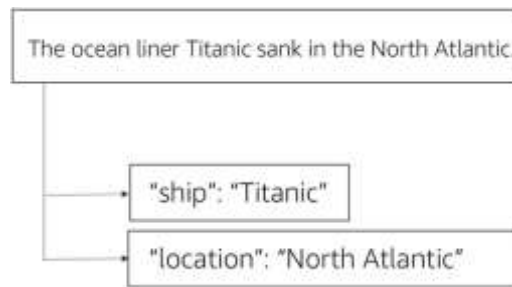 The ocean liner Titanic sank in the North Atlantic
"ship": "Titanic"
"location": "North Atlantic"